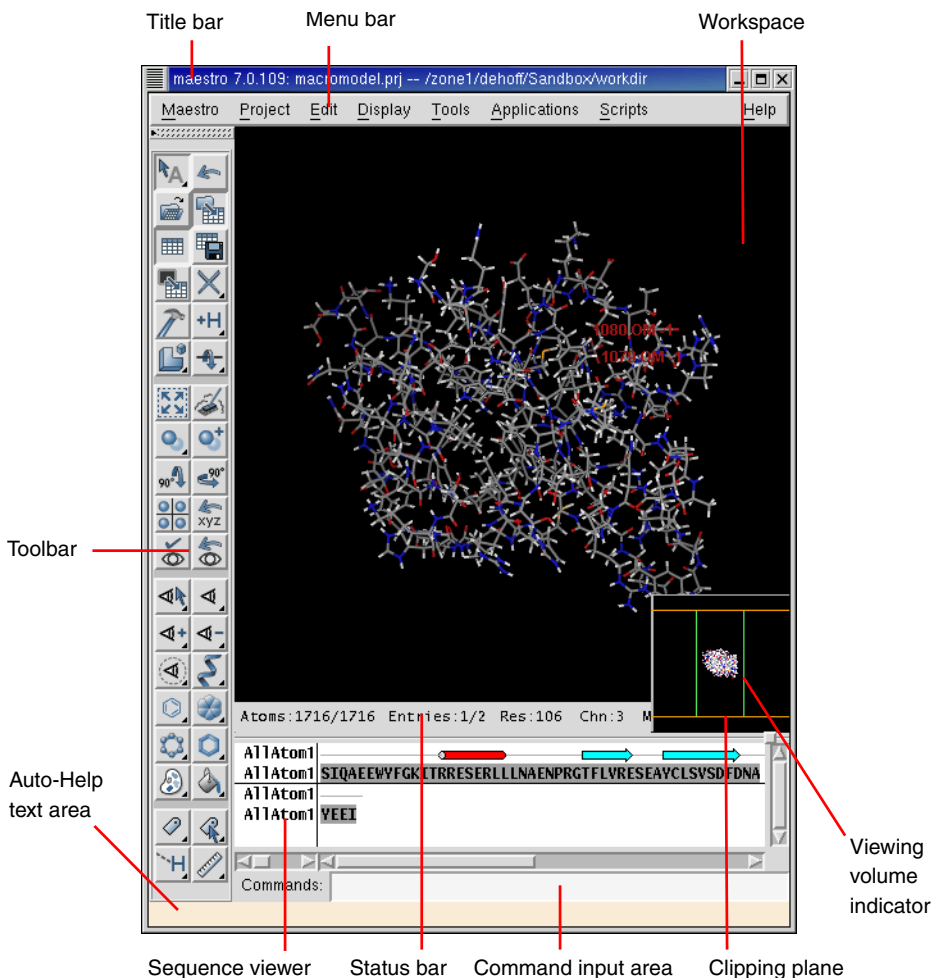 Title bar
Menu bar
Workspace
maestro 7.0.109: macromodel.prj -- /zone1/dehoff/Sandbox/workdir
Maestro Project Edit Display Tools Applications Scripts Help
A
+H
90° 90°
xyz
Toolbar
Atoms:1716/1716 Entries:1/2 Res:106 Chn:3 M
AllAtom1
AllAtom1 SIQAEEWYFGKITRRESERLLLNAENPRGTFLVRESEAYCLSVSDFDNA
AllAtom1
AllAtom1 YEEI
H
Commands:
Auto-Help
text area
Viewing
volume
indicator
Sequence viewer
Status bar
Command input area
Clipping plane